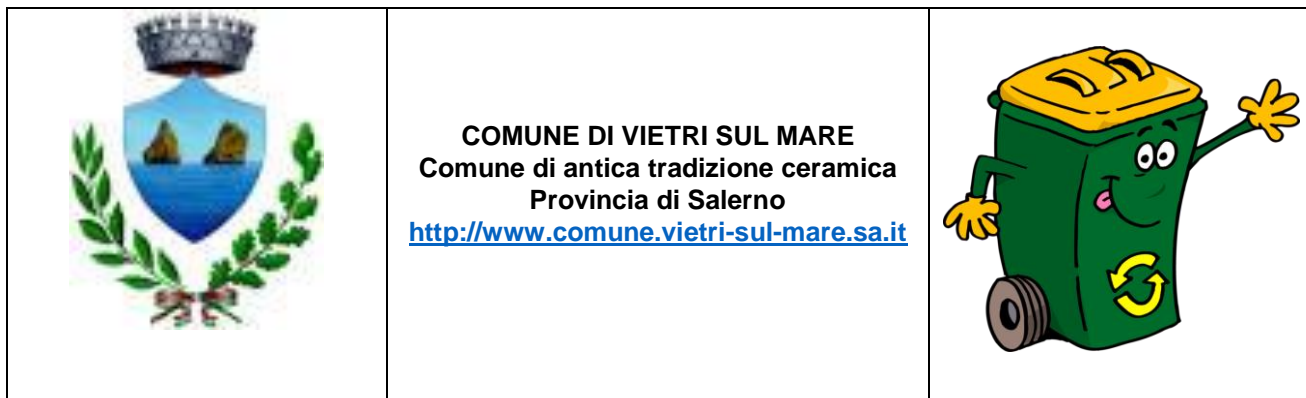 COMUNE DI VIETRI SUL MARE
Comune di antica tradizione ceramica
Provincia di Salerno
http://www.comune.vietri-sul-mare.sa.it